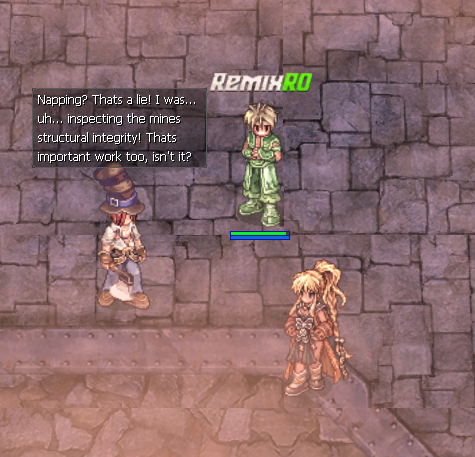 RemixRO
Napping? Thats a lie! I was...
uh... inspecting the mines
structural integrity! Thats
important work too, isn't it?